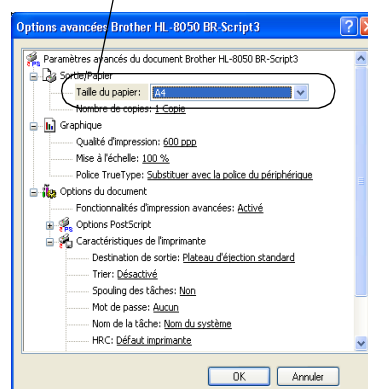 Options avancées Brother HL-8050 BR-Script3
Paramètres avancés du document Brother HL-8050 BR-Script3
Sortie/Papier
Taille du papier: A4
Nombre de copies: 1 Copie
Graphique
Qualité d'impression: 600 ppp
Mise à l'échelle: 100 %
Police TrueType: Substituer avec la police du périphérique
Options du document
Fonctionnalités d'impression avancées: Activé
Options PostScript
Caractéristiques de l'imprimante
Destination de sortie: Plateau d'éjection standard
Trier: Désactivé
Spouling des tâches: Non
Mot de passe: Aucun
Nom de la tâche: Nom du système
HRC: Défaut imprimante
OK Annuler